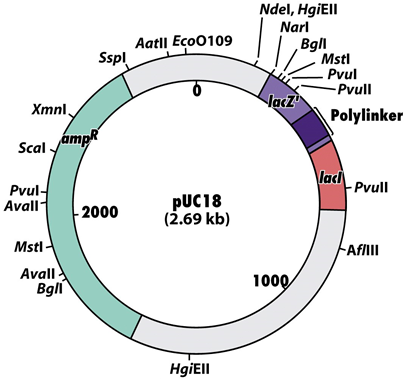 NdeI, HgiEII
NarI
BglI
MstI
PvuI
PvuII
Polylinker
PvuII
AflIII
HgiEII
BglI
AvaII
MstI
AvaII
PvuI
ScaI
XmnI
SspI
AatII
EcoO109
0
1000
2000
lacZ'
lacI
ampR
pUC18
(2.69 kb)